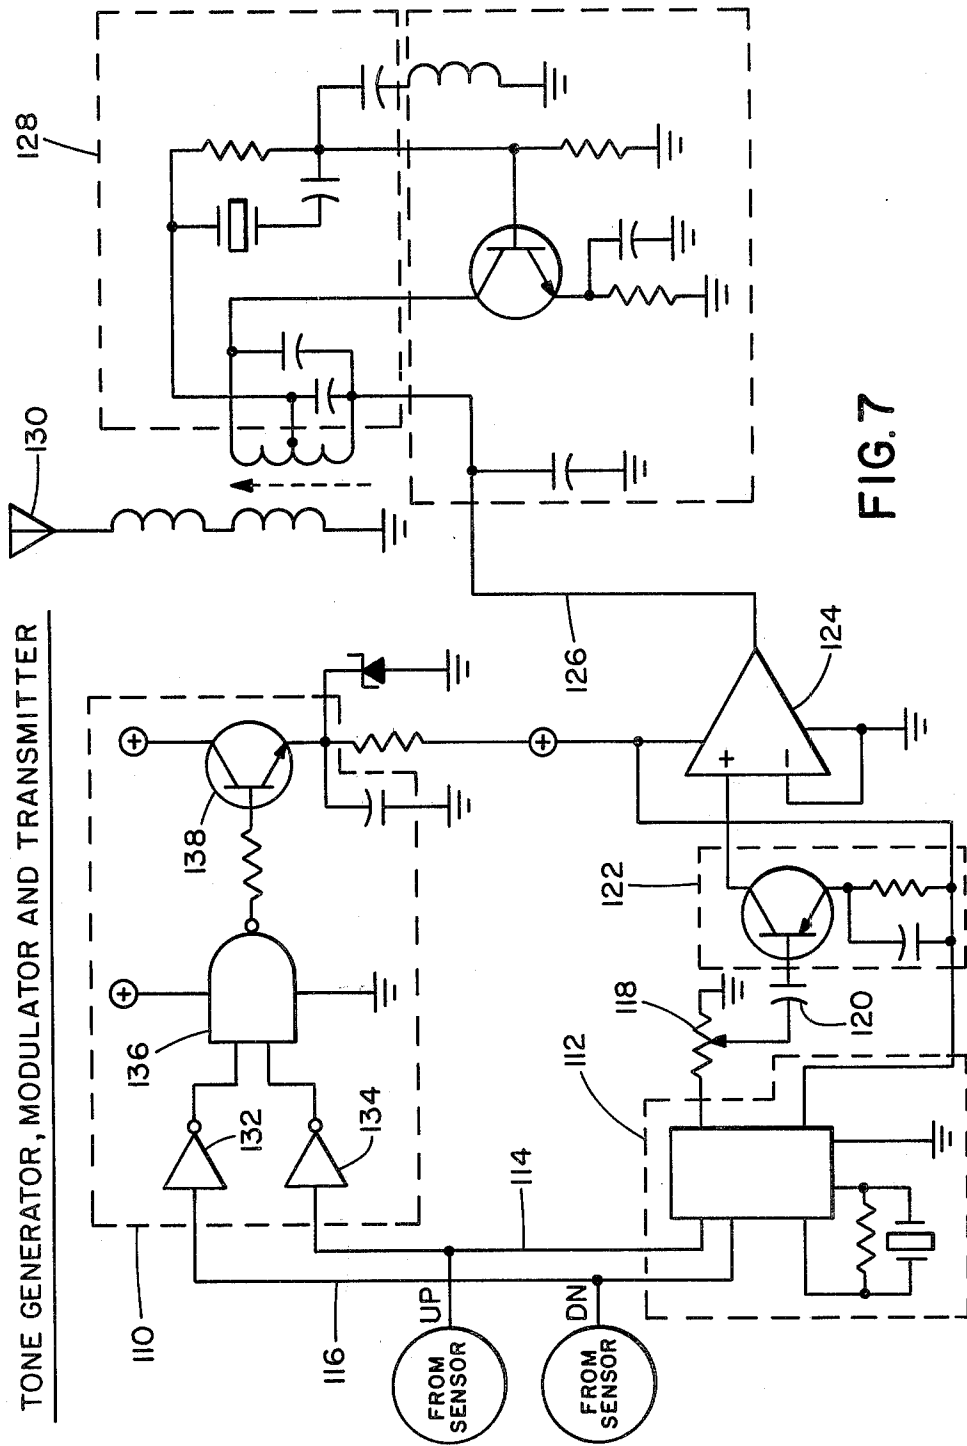 TONE GENERATOR, MODULATOR AND TRANSMITTER
110
132
134
136
138
130
128
116
UP
114
FROM
SENSOR
DN
FROM
SENSOR
112
118
120
122
124
126
+
−
+
+
+
FIG. 7